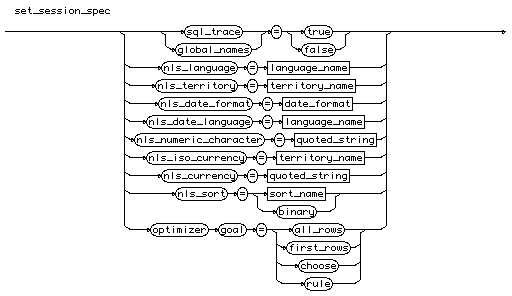 set_session_spec
sql_trace = true
global_names false
nls_language = language_name
nls_territory = territory_name
nls_date_format = date_format
nls_date_language = language_name
nls_numeric_character = quoted_string
nls_iso_currency = territory_name
nls_currency = quoted_string
nls_sort = sort_name
binary
optimizer goal = all_rows
first_rows
choose
rule